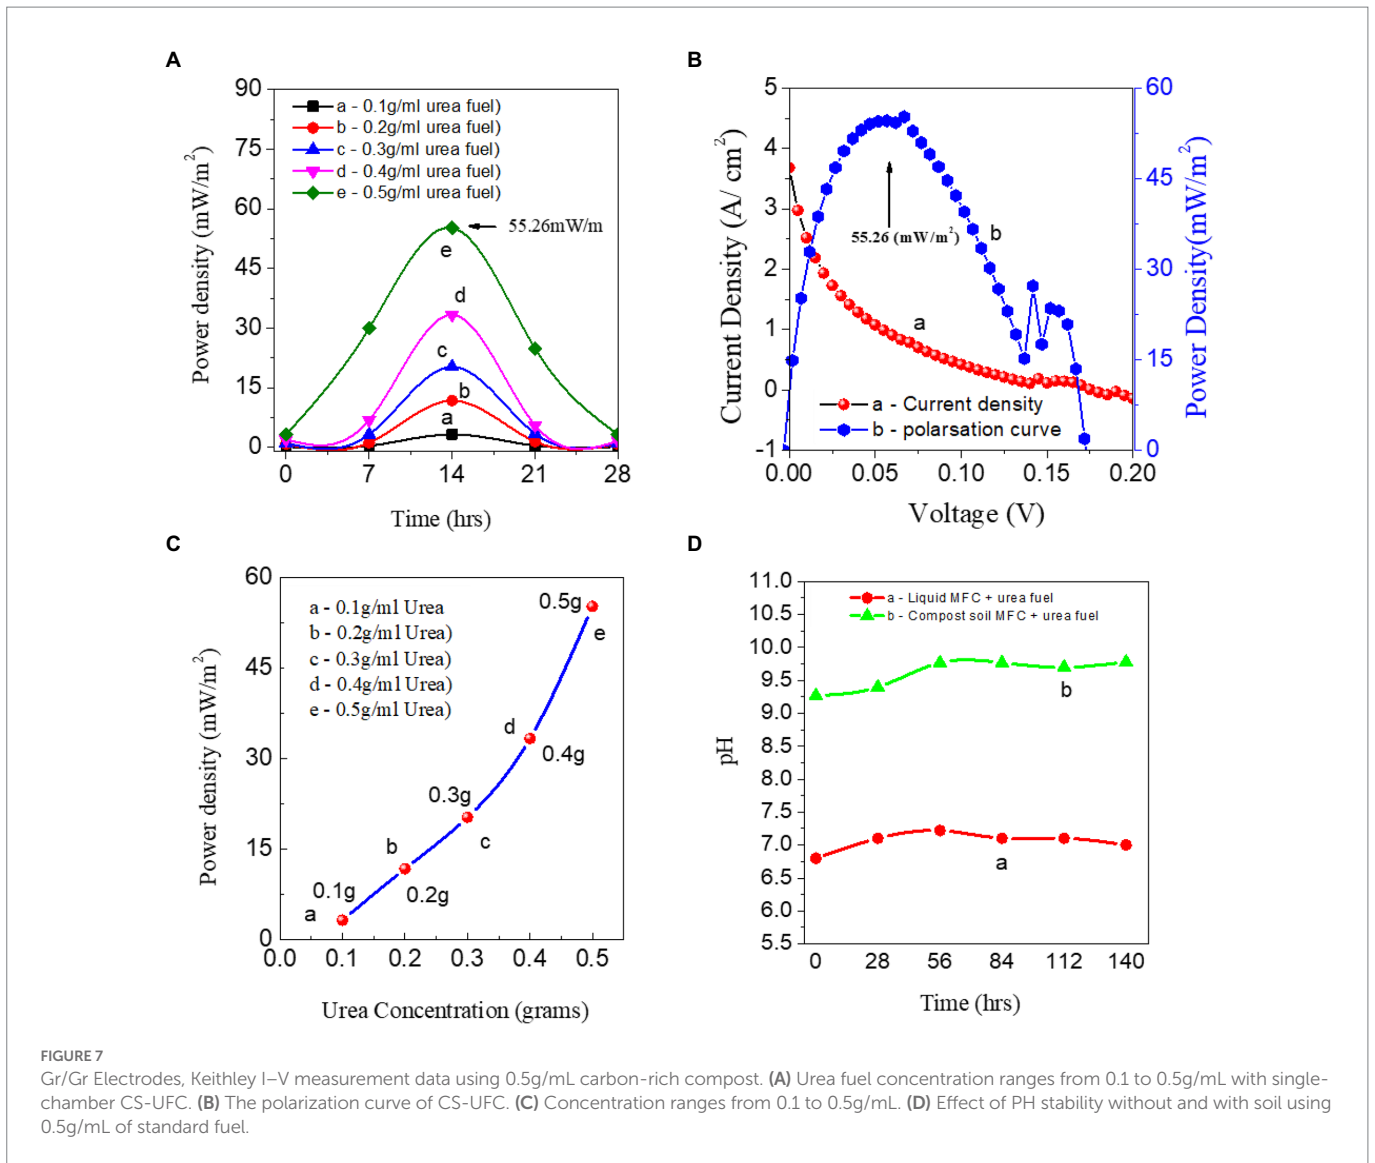 A
90
75
60
45
30
15
0
Power density (mW/m²)
a - 0.1g/ml urea fuel)
b - 0.2g/ml urea fuel)
c - 0.3g/ml urea fuel)
d - 0.4g/ml urea fuel)
e - 0.5g/ml urea fuel)
55.26mW/m
e
d
c
b
a
0 7 14 21 28
Time (hrs)
B
5
4
3
2
1
0
-1
Current Density (A/ cm²)
60
45
30
15
0
Power Density(mW/m²)
55.26 (mW/m²)
b
a
a - Current density
b - polarsation curve
0.00 0.05 0.10 0.15 0.20
Voltage (V)
C
60
45
30
15
0
Power density (mW/m²)
a - 0.1g/ml Urea
b - 0.2g/ml Urea)
c - 0.3g/ml Urea)
d - 0.4g/ml Urea)
e - 0.5g/ml Urea)
0.5g
e
d
0.4g
0.3g
c
b
0.2g
0.1g
a
0.0 0.1 0.2 0.3 0.4 0.5
Urea Concentration (grams)
D
11.0
10.5
10.0
9.5
9.0
8.5
8.0
7.5
7.0
6.5
6.0
5.5
pH
a - Liquid MFC + urea fuel
b - Compost soil MFC + urea fuel
b
a
0 28 56 84 112 140
Time (hrs)
FIGURE 7
Gr/Gr Electrodes, Keithley I–V measurement data using 0.5g/mL carbon-rich compost. (A) Urea fuel concentration ranges from 0.1 to 0.5g/mL with single-
chamber CS-UFC. (B) The polarization curve of CS-UFC. (C) Concentration ranges from 0.1 to 0.5g/mL. (D) Effect of PH stability without and with soil using
0.5g/mL of standard fuel.